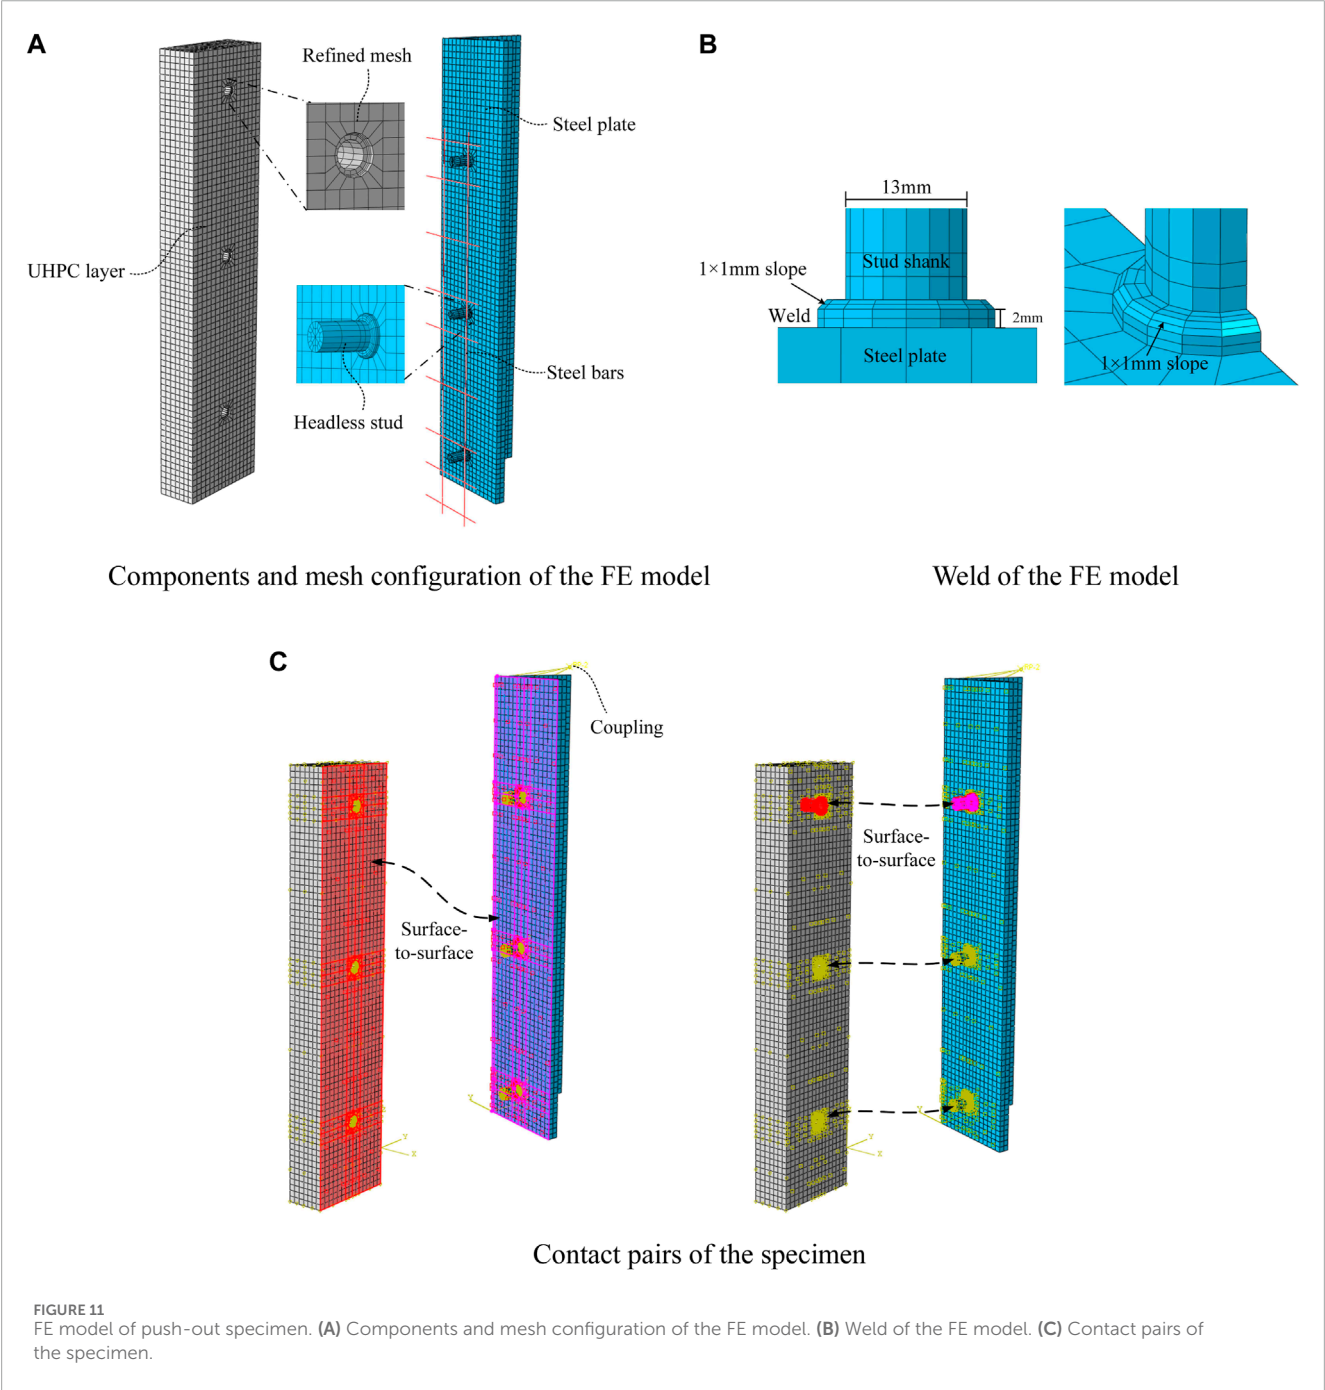 A
Refined mesh
Steel plate
UHPC layer
Steel bars
Headless stud
Components and mesh configuration of the FE model
B
13mm
Stud shank
1×1mm slope
Weld
2mm
Steel plate
1×1mm slope
Weld of the FE model
C
Coupling
Surface-
to-surface
Surface-
to-surface
Y
X
Y
Y
X
Y
Contact pairs of the specimen
FIGURE 11
FE model of push-out specimen. (A) Components and mesh configuration of the FE model. (B) Weld of the FE model. (C) Contact pairs of
the specimen.